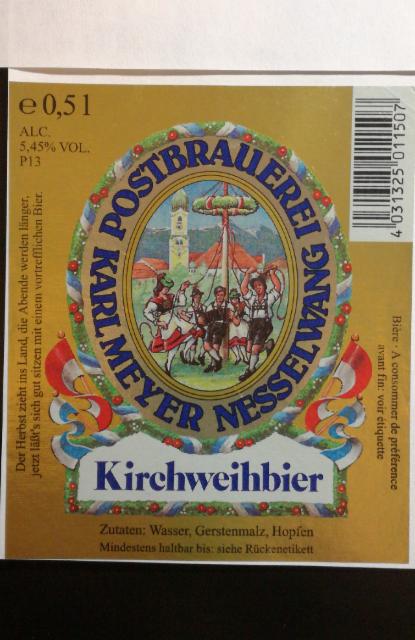 e 0,5 l
ALC.
5,45% VOL.
P13
4 031325 011507
POSTBRAUEREI
KARL MEYER NESSELWANG
Der Herbst zieht ins Land, die Abende werden länger,
jetzt läßt's sich gut sitzen mit einem vortrefflichen Bier.
Bière : A consommer de préférence
avant fin: voir étiquette
Kirchweihbier
Zutaten: Wasser, Gerstenmalz, Hopfen
Mindestens haltbar bis: siehe Rückenetikett